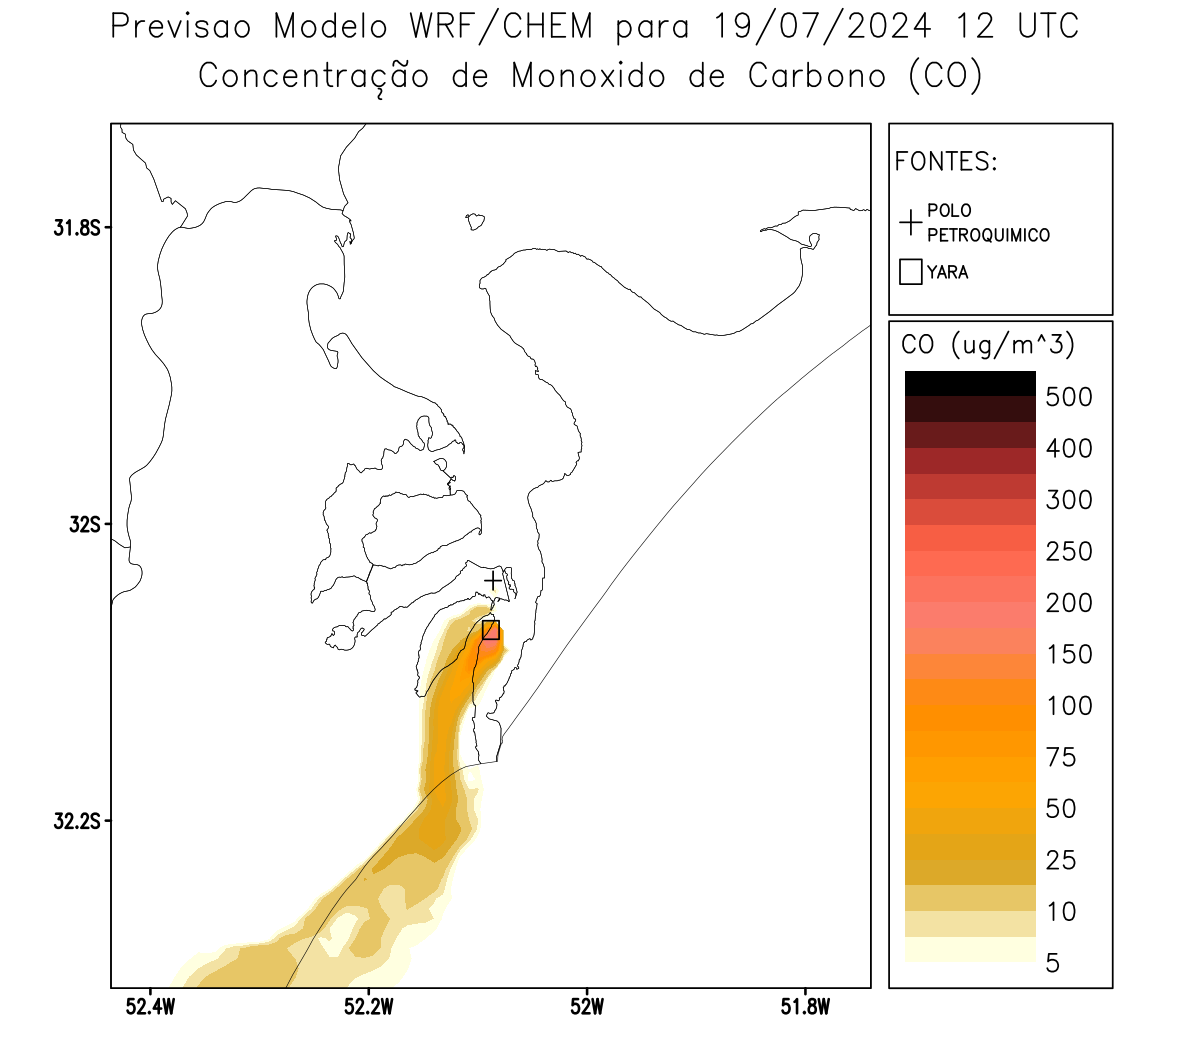 Previsao Modelo WRF/CHEM para 19/07/2024 12 UTC
Concentração de Monoxido de Carbono (CO)
FONTES:
POLO
PETROQUIMICO
YARA
CO (ug/m^3)
500
400
300
250
200
150
100
75
50
25
10
5
31.8S
32S
32.2S
52.4W
52.2W
52W
51.8W